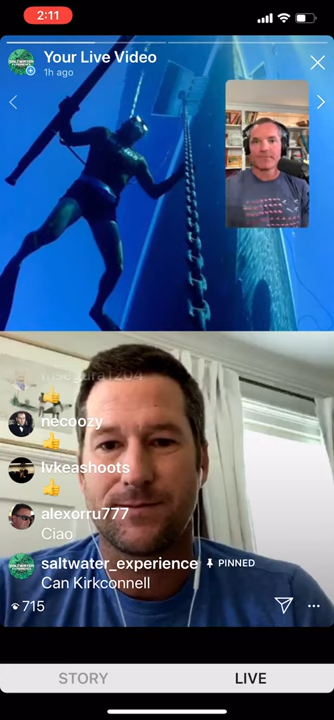 2:11
Your Live Video
1h ago
necoozy
👍
lvkeashoots
👍
alexorru777
Ciao
saltwater_experience PINNED
Can Kirkconnell
715
STORY LIVE